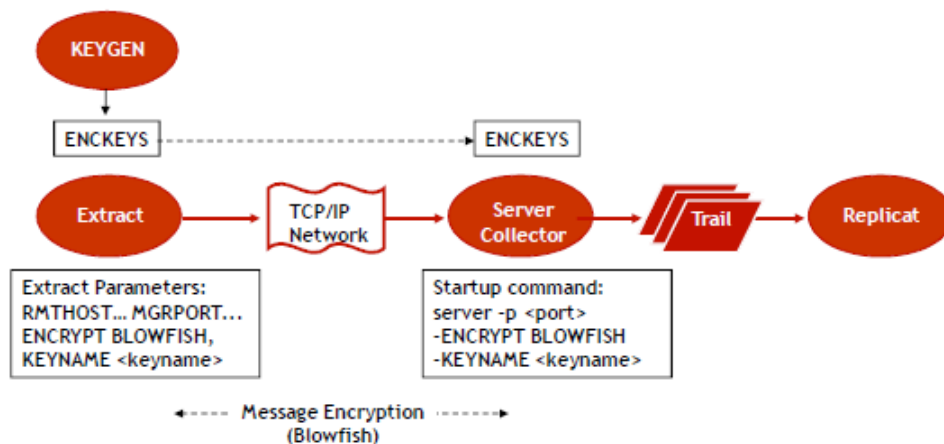 KEYGEN
ENCKEYS
ENCKEYS
Extract
TCP/IP
Network
Server
Collector
Trail
Replicat
Extract Parameters:
RMTHOST... MGRPORT...
ENCRYPT BLOWFISH,
KEYNAME <keyname>
Startup command:
server -p <port>
-ENCRYPT BLOWFISH
-KEYNAME <keyname>
Message Encryption
(Blowfish)